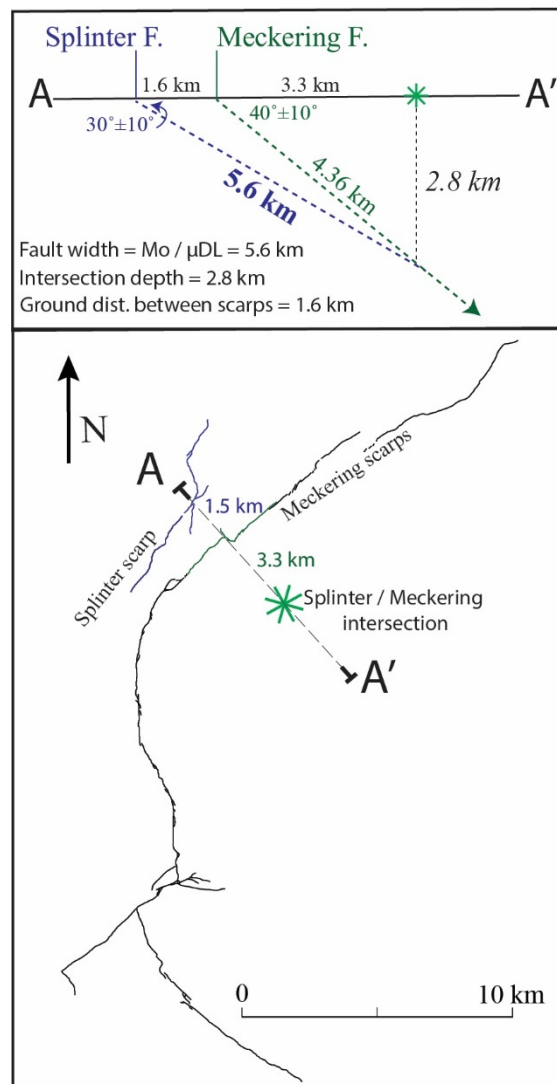 Splinter F. Meckering F.
A 1.6 km 3.3 km A'
30°±10° 40°±10°
5.6 km 4.36 km 2.8 km
Fault width = Mo / µDL = 5.6 km
Intersection depth = 2.8 km
Ground dist. between scarps = 1.6 km
N
A
1.5 km
Meckering scarps
Splinter scarp
3.3 km
Splinter / Meckering
intersection
A'
0 10 km